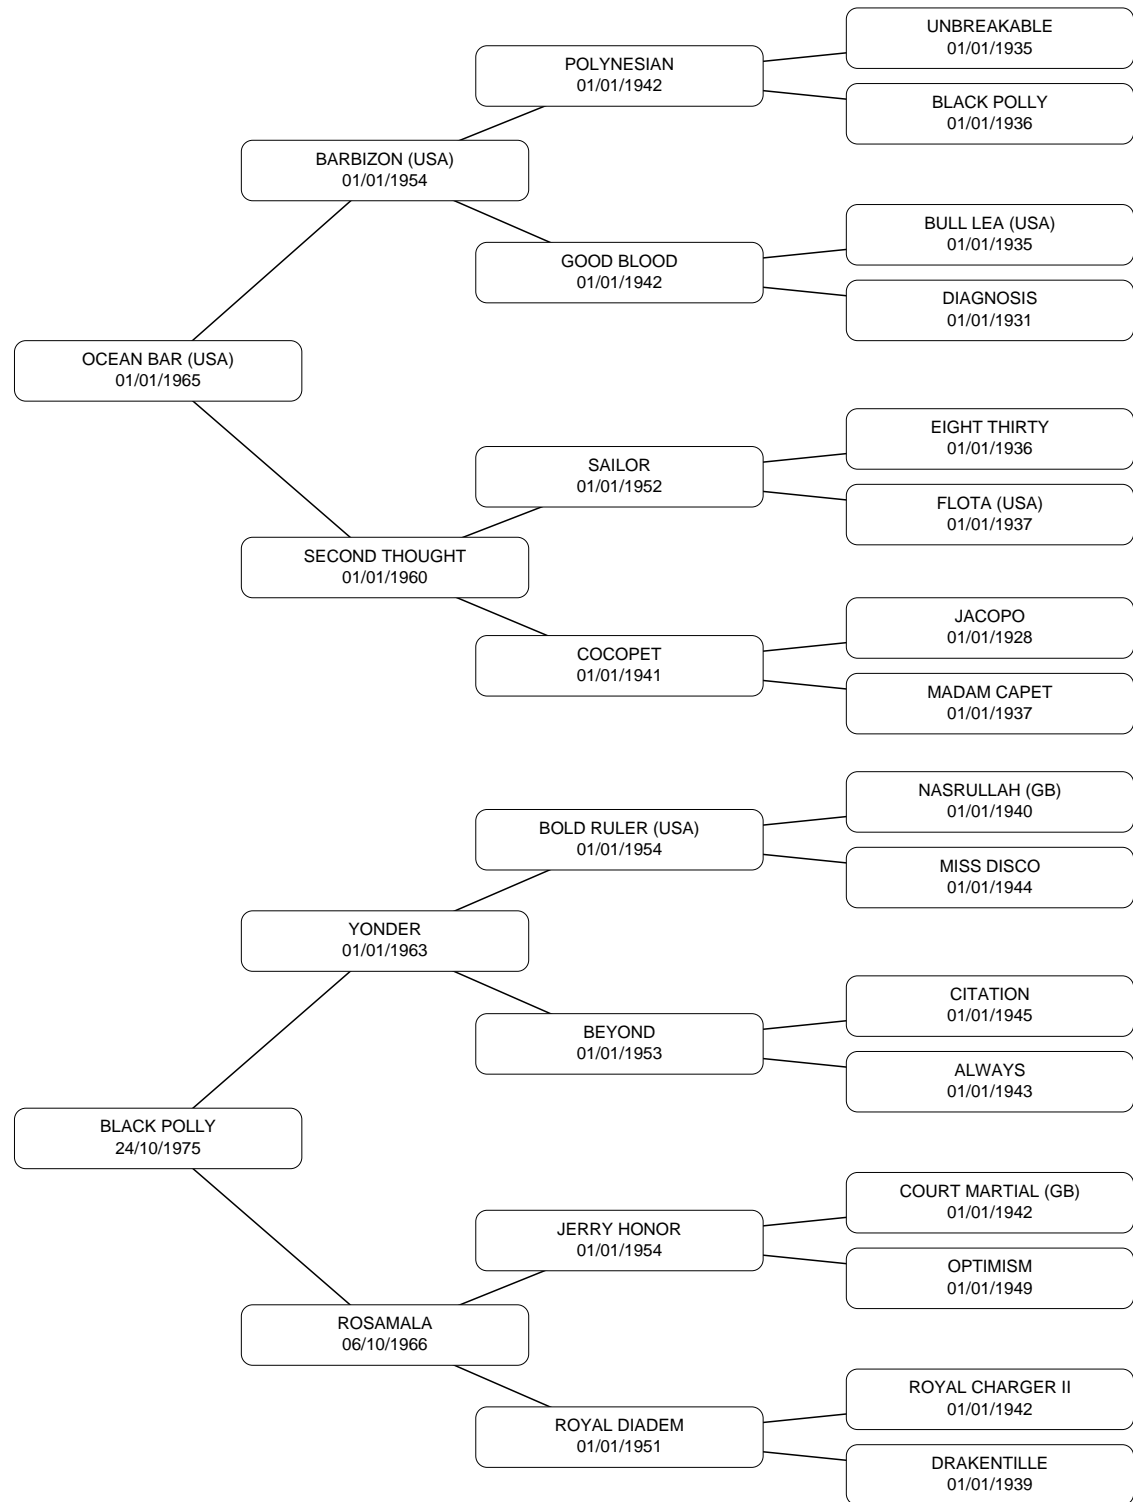 UNBREAKABLE
01/01/1935
POLYNESIAN
01/01/1942
BLACK POLLY
01/01/1936
BARBIZON (USA)
01/01/1954
BULL LEA (USA)
01/01/1935
GOOD BLOOD
01/01/1942
DIAGNOSIS
01/01/1931
OCEAN BAR (USA)
01/01/1965
EIGHT THIRTY
01/01/1936
SAILOR
01/01/1952
FLOTA (USA)
01/01/1937
SECOND THOUGHT
01/01/1960
JACOPO
01/01/1928
COCOPET
01/01/1941
MADAM CAPET
01/01/1937
NASRULLAH (GB)
01/01/1940
BOLD RULER (USA)
01/01/1954
MISS DISCO
01/01/1944
YONDER
01/01/1963
CITATION
01/01/1945
BEYOND
01/01/1953
ALWAYS
01/01/1943
BLACK POLLY
24/10/1975
COURT MARTIAL (GB)
01/01/1942
JERRY HONOR
01/01/1954
OPTIMISM
01/01/1949
ROSAMALA
06/10/1966
ROYAL CHARGER II
01/01/1942
ROYAL DIADEM
01/01/1951
DRAKENTILLE
01/01/1939